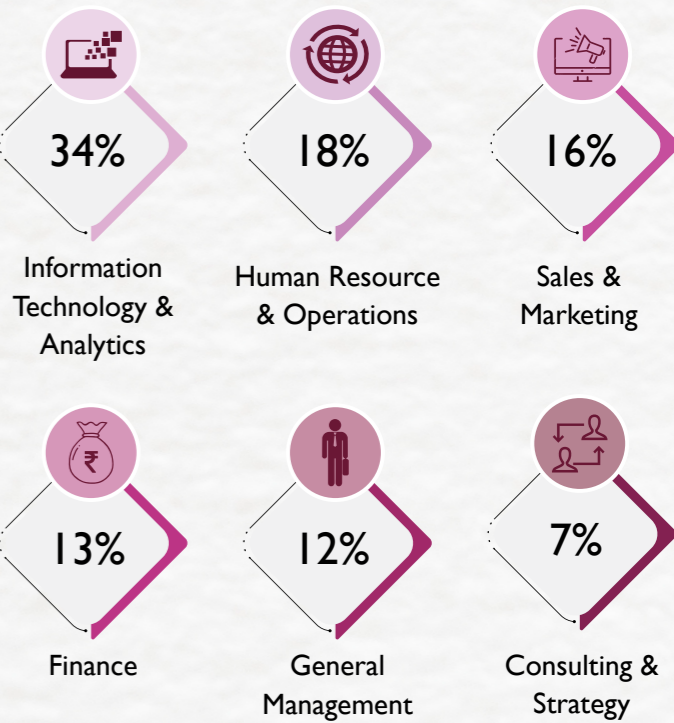 34%
Information
Technology &
Analytics
18%
Human Resource
& Operations
16%
Sales &
Marketing
₹
13%
Finance
12%
General
Management
7%
Consulting &
Strategy